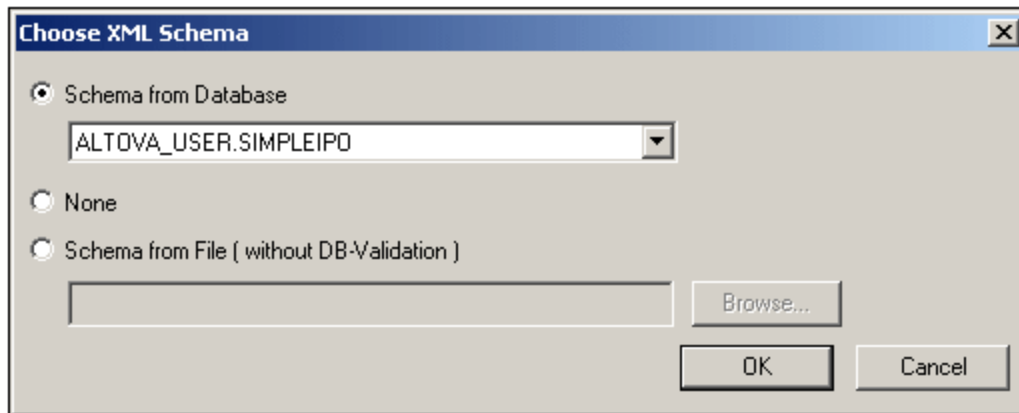 Choose XML Schema
Schema from Database
ALTOVA_USER.SIMPLEIPO
None
Schema from File ( without DB-Validation )
Browse...
OK Cancel